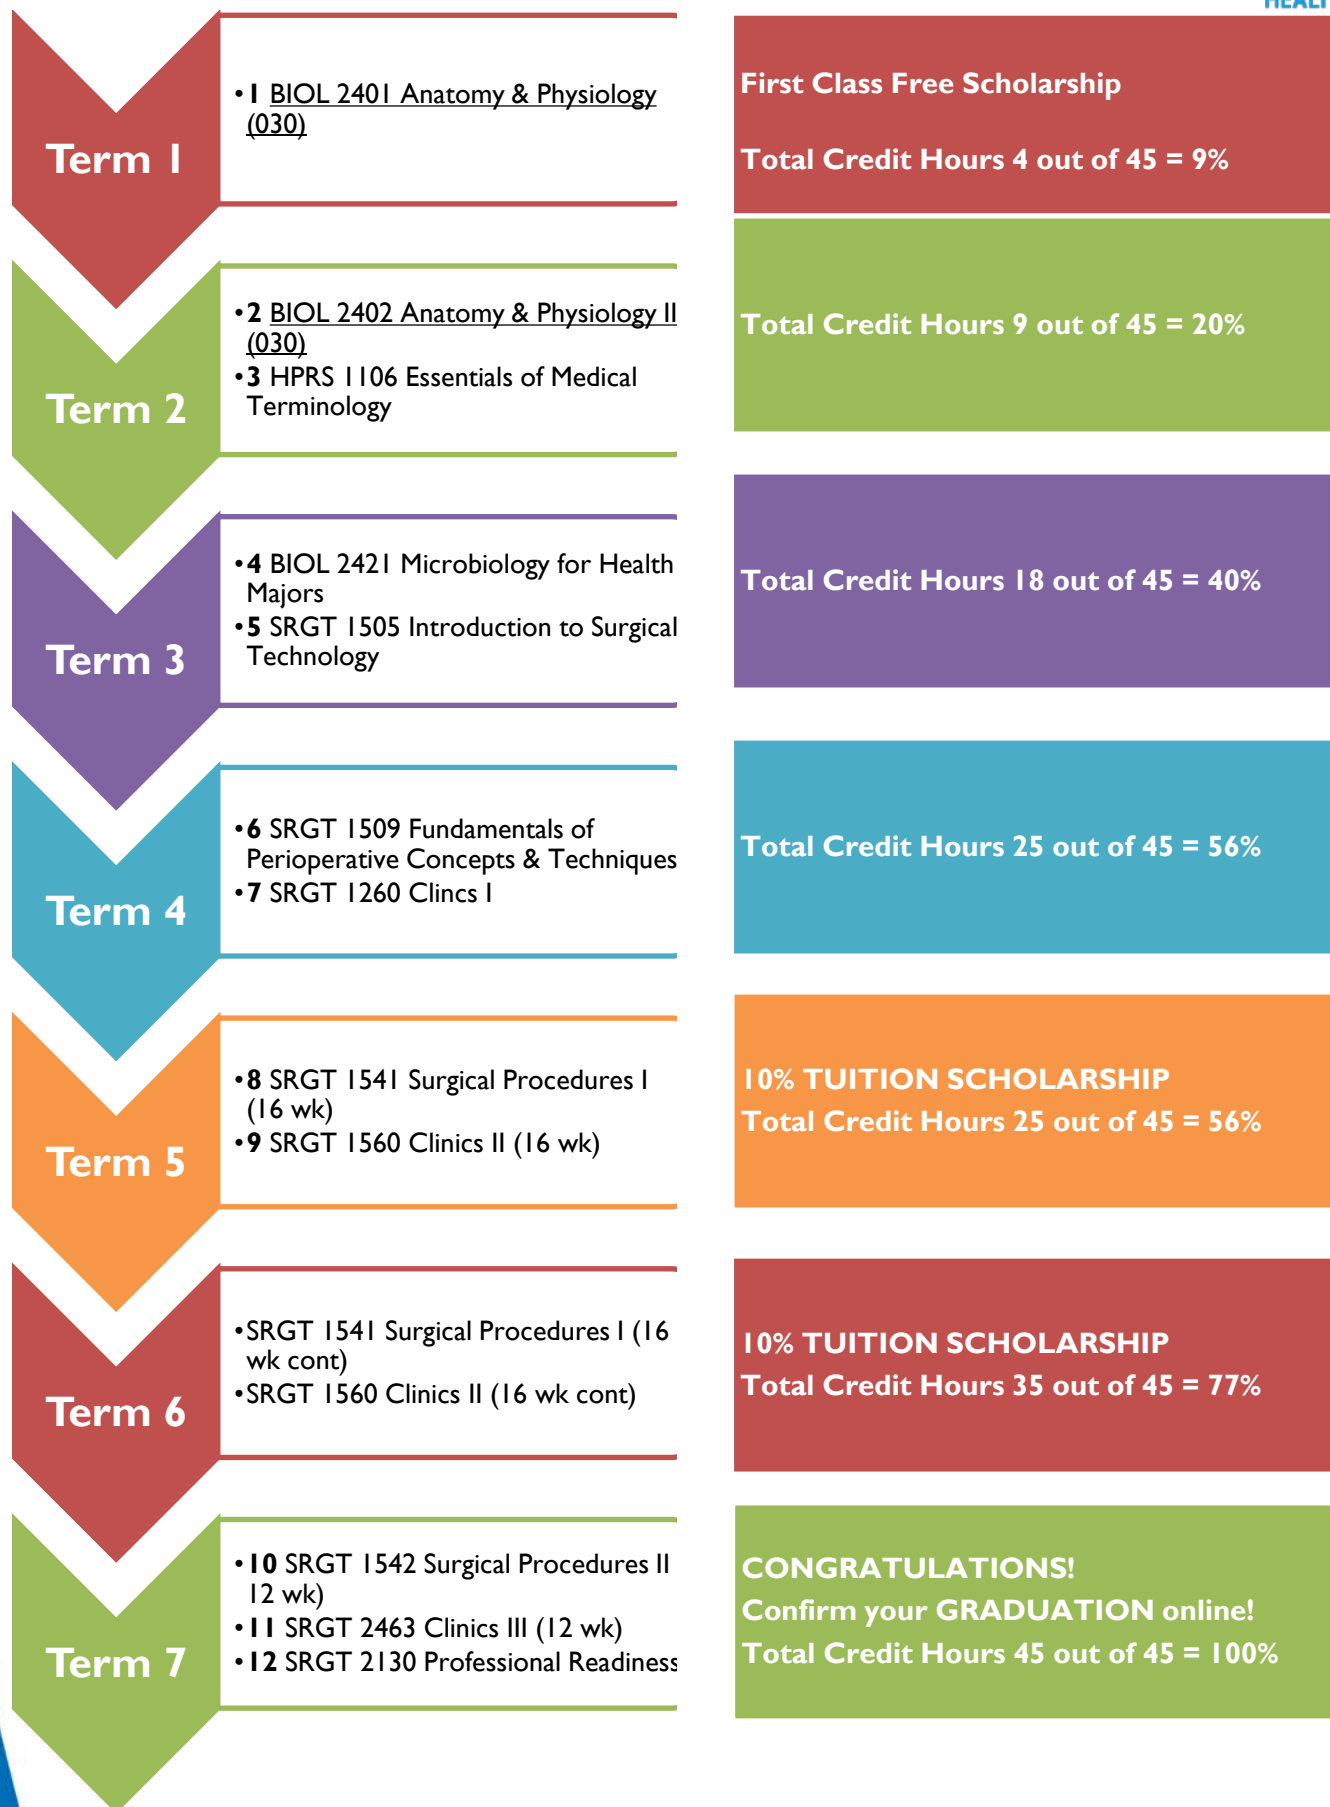 HEALT
Term 1
•1 BIOL 2401 Anatomy & Physiology
(030)
First Class Free Scholarship
Total Credit Hours 4 out of 45 = 9%
Term 2
•2 BIOL 2402 Anatomy & Physiology II
(030)
•3 HPRS 1106 Essentials of Medical
Terminology
Total Credit Hours 9 out of 45 = 20%
Term 3
•4 BIOL 2421 Microbiology for Health
Majors
•5 SRGT 1505 Introduction to Surgical
Technology
Total Credit Hours 18 out of 45 = 40%
Term 4
•6 SRGT 1509 Fundamentals of
Perioperative Concepts & Techniques
•7 SRGT 1260 Clincs I
Total Credit Hours 25 out of 45 = 56%
Term 5
•8 SRGT 1541 Surgical Procedures I
(16 wk)
•9 SRGT 1560 Clinics II (16 wk)
10% TUITION SCHOLARSHIP
Total Credit Hours 25 out of 45 = 56%
Term 6
•SRGT 1541 Surgical Procedures I (16
wk cont)
•SRGT 1560 Clinics II (16 wk cont)
10% TUITION SCHOLARSHIP
Total Credit Hours 35 out of 45 = 77%
Term 7
•10 SRGT 1542 Surgical Procedures II
12 wk)
•11 SRGT 2463 Clinics III (12 wk)
•12 SRGT 2130 Professional Readiness
CONGRATULATIONS!
Confirm your GRADUATION online!
Total Credit Hours 45 out of 45 = 100%